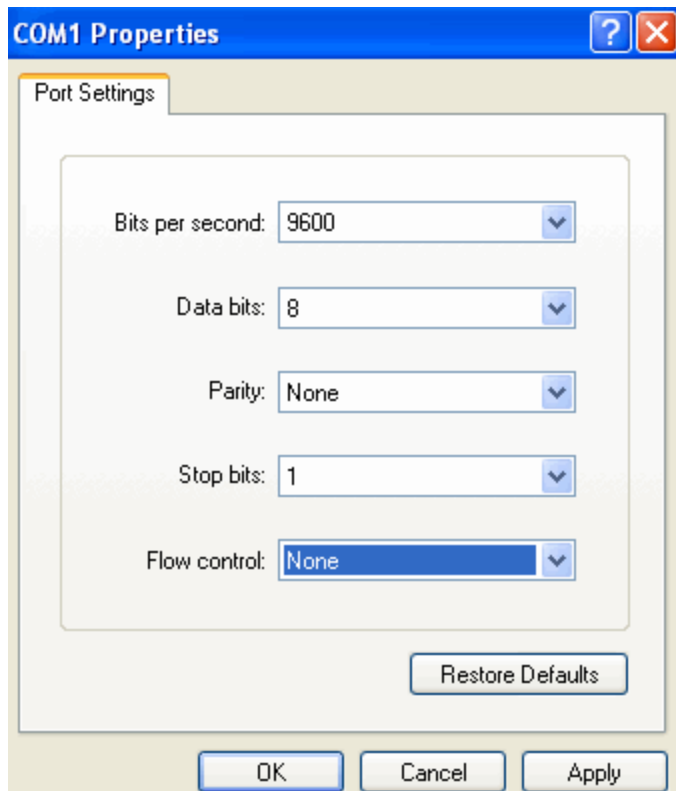 COM1 Properties
Port Settings
Bits per second: 9600
Data bits: 8
Parity: None
Stop bits: 1
Flow control: None
Restore Defaults
OK Cancel Apply